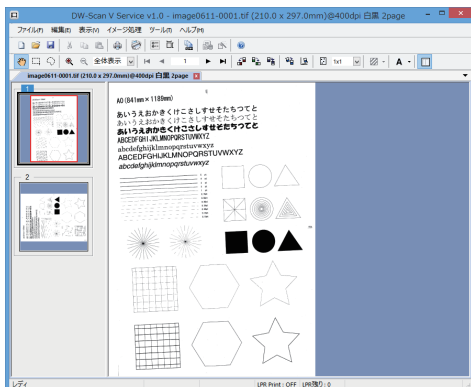 DW-Scan V Service v1.0 - image0611-0001.tif (210.0 x 297.0mm)@400dpi 白黒 2page
ファイル(F) 編集(E) 表示(V) イメージ処理 ツール(T) ヘルプ(H)
全体表示 1 1x1 A
image0611-0001.tif (210.0 x 297.0mm)@400dpi 白黒 2page
1
2
A0 (841mm×1189mm)
あいうえおかきくけこさしすせそたちつてと
あいうえおかきくけこさしすせそたちつてと
あいうえおかきくけこさしすせそたちつてと
ABCDEFGHIJKLMNOPQRSTUVWXYZ
abcdefghijklmnopqrstuvwxyz
ABCDEFGHIJKLMNOPQRSTUVWXYZ
abcdefghijklmnopqrstuvwxyz
レディ LPR Print : OFF LPR残り : 0